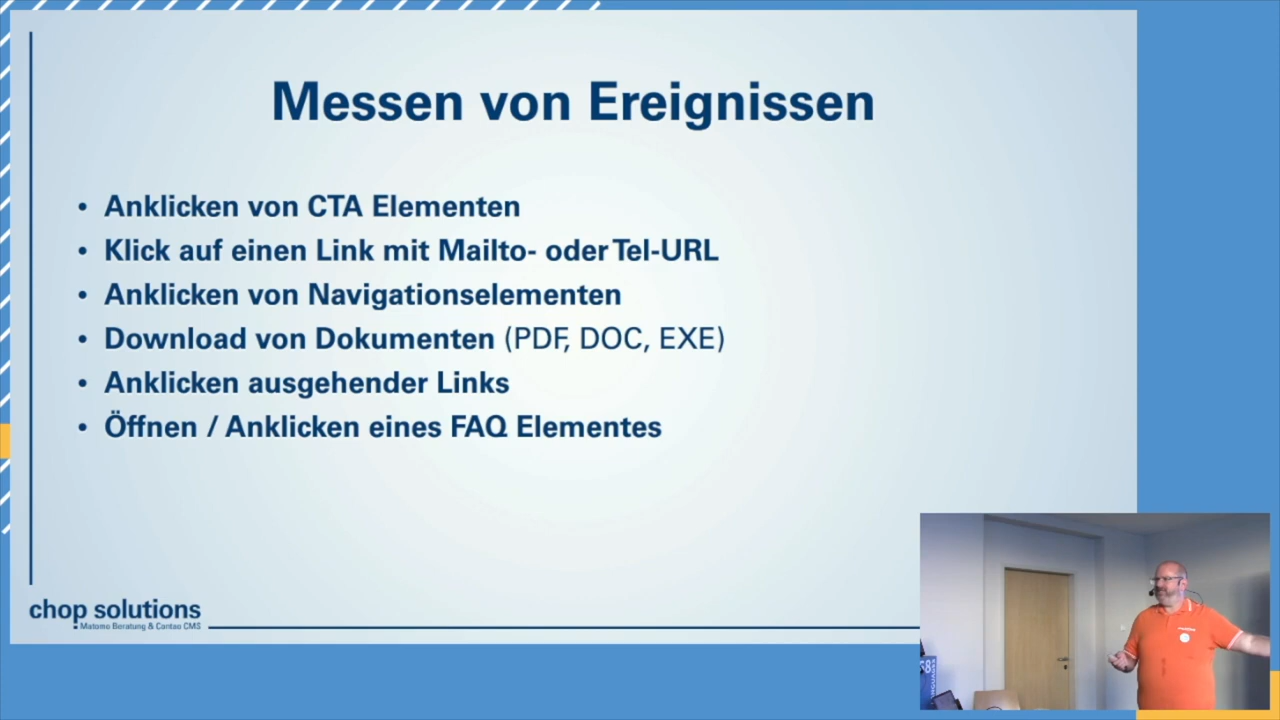 Messen von Ereignissen
• Anklicken von CTA Elementen
• Klick auf einen Link mit Mailto- oder Tel-URL
• Anklicken von Navigationselementen
• Download von Dokumenten (PDF, DOC, EXE)
• Anklicken ausgehender Links
• Öffnen / Anklicken eines FAQ Elementes
chop solutions
Matomo Beratung & Contao CMS